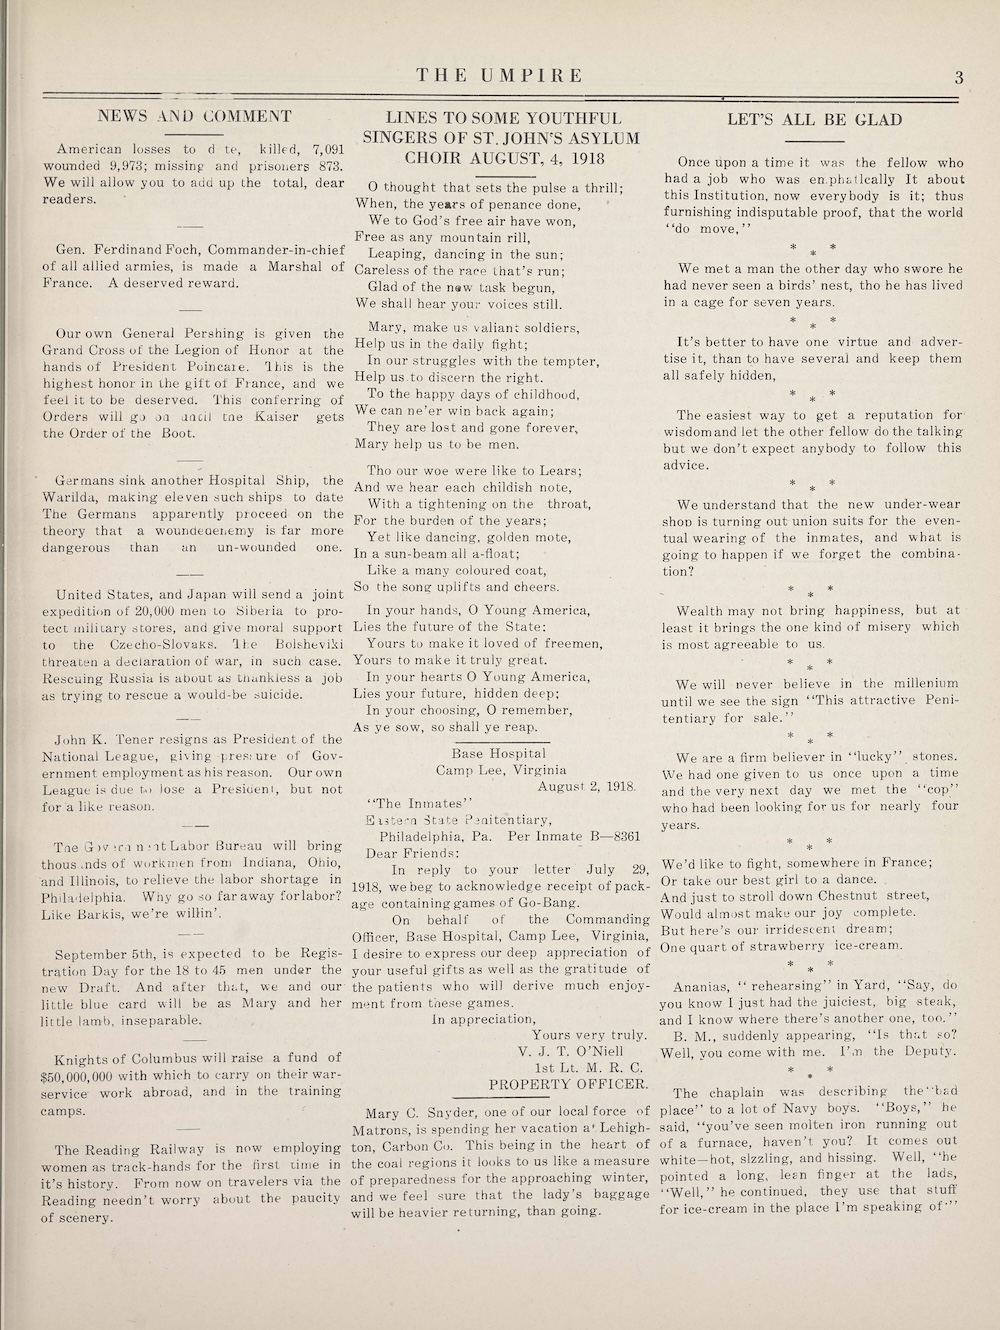 THE UMPIRE
3
NEWS AND COMMENT
American losses to d te, killed, 7,091
wounded 9,973; missing and prisoners 873.
We will allow you to add up the total, dear
readers.
Gen. Ferdinand Foch, Commander-in-chief
of all allied armies, is made a Marshal of
France. A deserved reward.
Our own General Pershing is given the
Grand Cross of the Legion of Honor at the
hands of President Poincare. This is the
highest honor in the gift of France, and we
feel it to be deserved. This conferring of
Orders will go on until the Kaiser gets
the Order of the Boot.
Germans sink another Hospital Ship, the
Warilda, making eleven such ships to date
The Germans apparently proceed on the
theory that a woundedenemy is far more
dangerous than an un-wounded one.
United States, and Japan will send a joint
expedition of 20,000 men to Siberia to pro-
tect military stores, and give moral support
to the Czecho-Slovaks. The Bolsheviki
threaten a declaration of war, in such case.
Rescuing Russia is about as thankless a job
as trying to rescue a would-be suicide.
John K. Tener resigns as President of the
National League, giving presure of Gov-
ernment employment as his reason. Our own
League is due to lose a President, but not
for a like reason.
The Government Labor Bureau will bring
thousands of workmen from Indiana, Ohio,
and Illinois, to relieve the labor shortage in
Philadelphia. Why go so far away forlabor?
Like Barkis, we're willin'.
September 5th, is expected to be Regis-
tration Day for the 18 to 45 men under the
new Draft. And after that, we and our
little blue card will be as Mary and her
little lamb, inseparable.
Knights of Columbus will raise a fund of
$50,000,000 with which to carry on their war-
service work abroad, and in the training
camps.
The Reading Railway is now employing
women as track-hands for the first time in
it's history. From now on travelers via the
Reading needn't worry about the paucity
of scenery.
LINES TO SOME YOUTHFUL
SINGERS OF ST. JOHN'S ASYLUM
CHOIR AUGUST, 4, 1918
O thought that sets the pulse a thrill;
When, the years of penance done,
We to God's free air have won,
Free as any mountain rill,
Leaping, dancing in the sun;
Careless of the race that's run;
Glad of the new task begun,
We shall hear your voices still.
Mary, make us valiant soldiers,
Help us in the daily fight;
In our struggles with the tempter,
Help us to discern the right.
To the happy days of childhood,
We can ne'er win back again;
They are lost and gone forever,
Mary help us to be men.
Tho our woe were like to Lears;
And we hear each childish note,
With a tightening on the throat,
For the burden of the years;
Yet like dancing, golden mote,
In a sun-beam all a-float;
Like a many coloured coat,
So the song uplifts and cheers.
In your hands, O Young America,
Lies the future of the State;
Yours to make it loved of freemen,
Yours to make it truly great.
In your hearts O Young America,
Lies your future, hidden deep;
In your choosing, O remember,
As ye sow, so shall ye reap.
Base Hospital
Camp Lee, Virginia
August 2, 1918.
"The Inmates"
Eastern State Penitentiary,
Philadelphia, Pa. Per Inmate B—8361
Dear Friends:
In reply to your letter July 29,
1918, we beg to acknowledge receipt of pack-
age containing games of Go-Bang.
On behalf of the Commanding
Officer, Base Hospital, Camp Lee, Virginia,
I desire to express our deep appreciation of
your useful gifts as well as the gratitude of
the patients who will derive much enjoy-
ment from these games.
In appreciation,
Yours very truly.
V. J. T. O'Niell
1st Lt. M. R. C.
PROPERTY OFFICER.
Mary C. Snyder, one of our local force of
Matrons, is spending her vacation at Lehigh-
ton, Carbon Co. This being in the heart of
the coal regions it looks to us like a measure
of preparedness for the approaching winter,
and we feel sure that the lady's baggage
will be heavier returning, than going.
LET'S ALL BE GLAD
Once upon a time it was the fellow who
had a job who was emphatically It about
this Institution, now everybody is it; thus
furnishing indisputable proof, that the world
"do move,"
* * *
We met a man the other day who swore he
had never seen a birds' nest, tho he has lived
in a cage for seven years.
* * *
It's better to have one virtue and adver-
tise it, than to have several and keep them
all safely hidden,
* * *
The easiest way to get a reputation for
wisdom and let the other fellow do the talking
but we don't expect anybody to follow this
advice.
* * *
We understand that the new under-wear
shop is turning out union suits for the even-
tual wearing of the inmates, and what is
going to happen if we forget the combina-
tion?
* * *
Wealth may not bring happiness, but at
least it brings the one kind of misery which
is most agreeable to us.
* * *
We will never believe in the millenium
until we see the sign "This attractive Peni-
tentiary for sale."
* * *
We are a firm believer in "lucky" stones.
We had one given to us once upon a time
and the very next day we met the "cop"
who had been looking for us for nearly four
years.
* * *
We'd like to fight, somewhere in France;
Or take our best girl to a dance.
And just to stroll down Chestnut street,
Would almost make our joy complete.
But here's our irridescent dream;
One quart of strawberry ice-cream.
* * *
Ananias, " rehearsing" in Yard, "Say, do
you know I just had the juiciest, big steak,
and I know where there's another one, too."
B. M., suddenly appearing, "Is that so?
Well, you come with me. I'm the Deputy.
* * *
The chaplain was describing the "bad
place" to a lot of Navy boys. "Boys," he
said, "you've seen molten iron running out
of a furnace, haven't you? It comes out
white—hot, sizzling, and hissing. Well, "he
pointed a long, lean finger at the lads,
"Well," he continued, they use that stuff
for ice-cream in the place I'm speaking of."